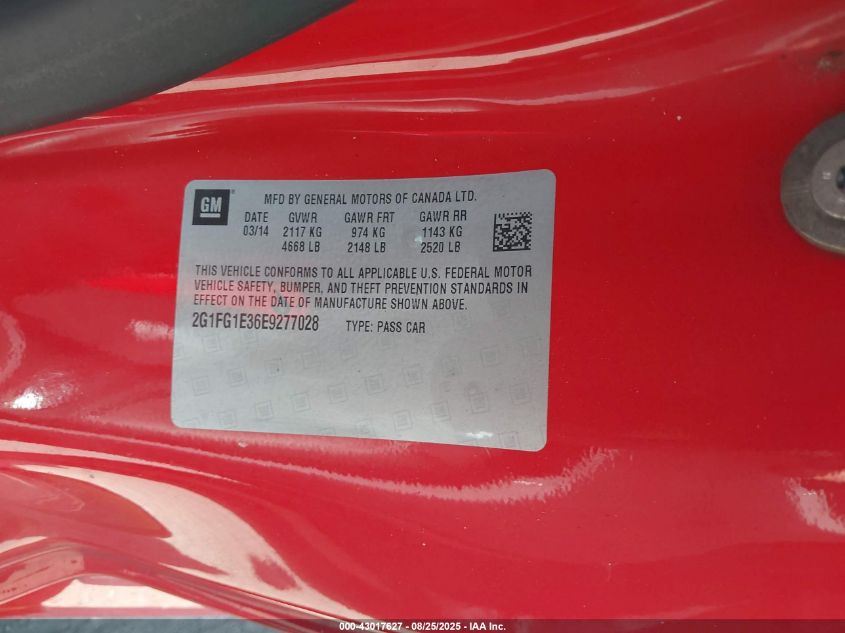 GM
MFD BY GENERAL MOTORS OF CANADA LTD.
DATE GVWR GAWR FRT GAWR RR
03/14 2117 KG 974 KG 1143 KG
4668 LB 2148 LB 2520 LB
THIS VEHICLE CONFORMS TO ALL APPLICABLE U.S. FEDERAL MOTOR
VEHICLE SAFETY, BUMPER, AND THEFT PREVENTION STANDARDS IN
EFFECT ON THE DATE OF MANUFACTURE SHOWN ABOVE.
2G1FG1E36E9277028 TYPE: PASS CAR
000-43017627 - 08/25/2025 - IAA Inc.